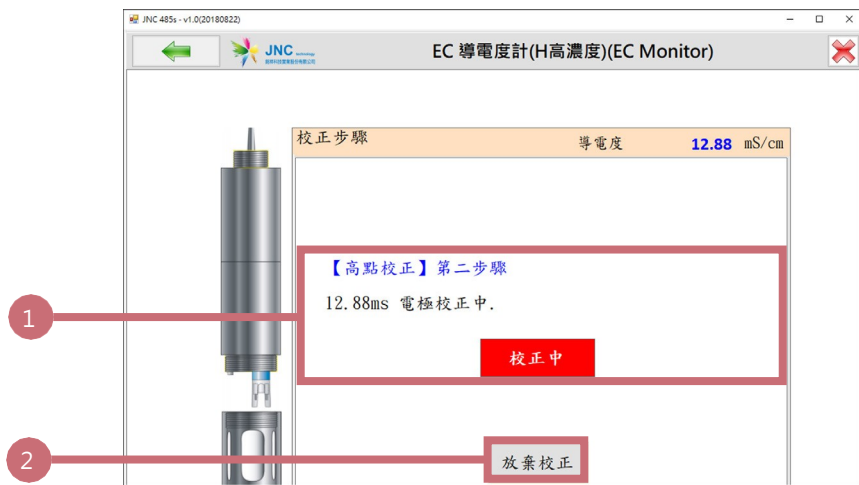 JNC 485s - v1.0(20180822)
JNC
EC 導電度計(H高濃度)(EC Monitor)
校正步驟 導電度 12.88 mS/cm
【高點校正】第二步驟
12.88ms 電極校正中.
1
校正中
2
放棄校正